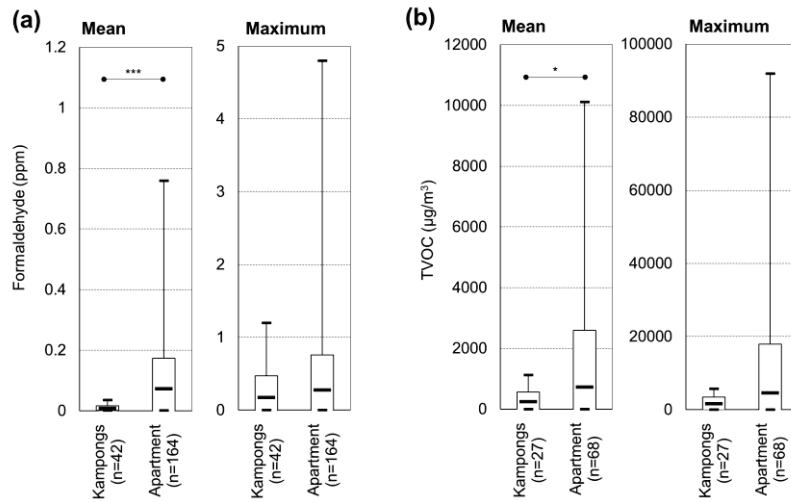 (a)
Mean
Maximum
Formaldehyde (ppm)
1.2
1
0.8
0.6
0.4
0.2
0
***
Kampongs
(n=42)
Apartment
(n=164)
5
4
3
2
1
0
Kampongs
(n=42)
Apartment
(n=164)
(b)
Mean
Maximum
TVOC (µg/m³)
12000
10000
8000
6000
4000
2000
0
*
Kampongs
(n=27)
Apartment
(n=68)
100000
80000
60000
40000
20000
0
Kampongs
(n=27)
Apartment
(n=68)